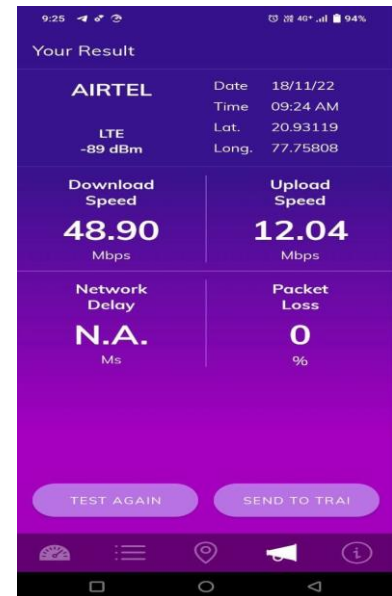 9:25 4G+ 94%
Your Result
AIRTEL
LTE
-89 dBm
Date 18/11/22
Time 09:24 AM
Lat. 20.93119
Long. 77.75808
Download
Speed
48.90
Mbps
Upload
Speed
12.04
Mbps
Network
Delay
N.A.
Ms
Packet
Loss
0
%
TEST AGAIN
SEND TO TRAI